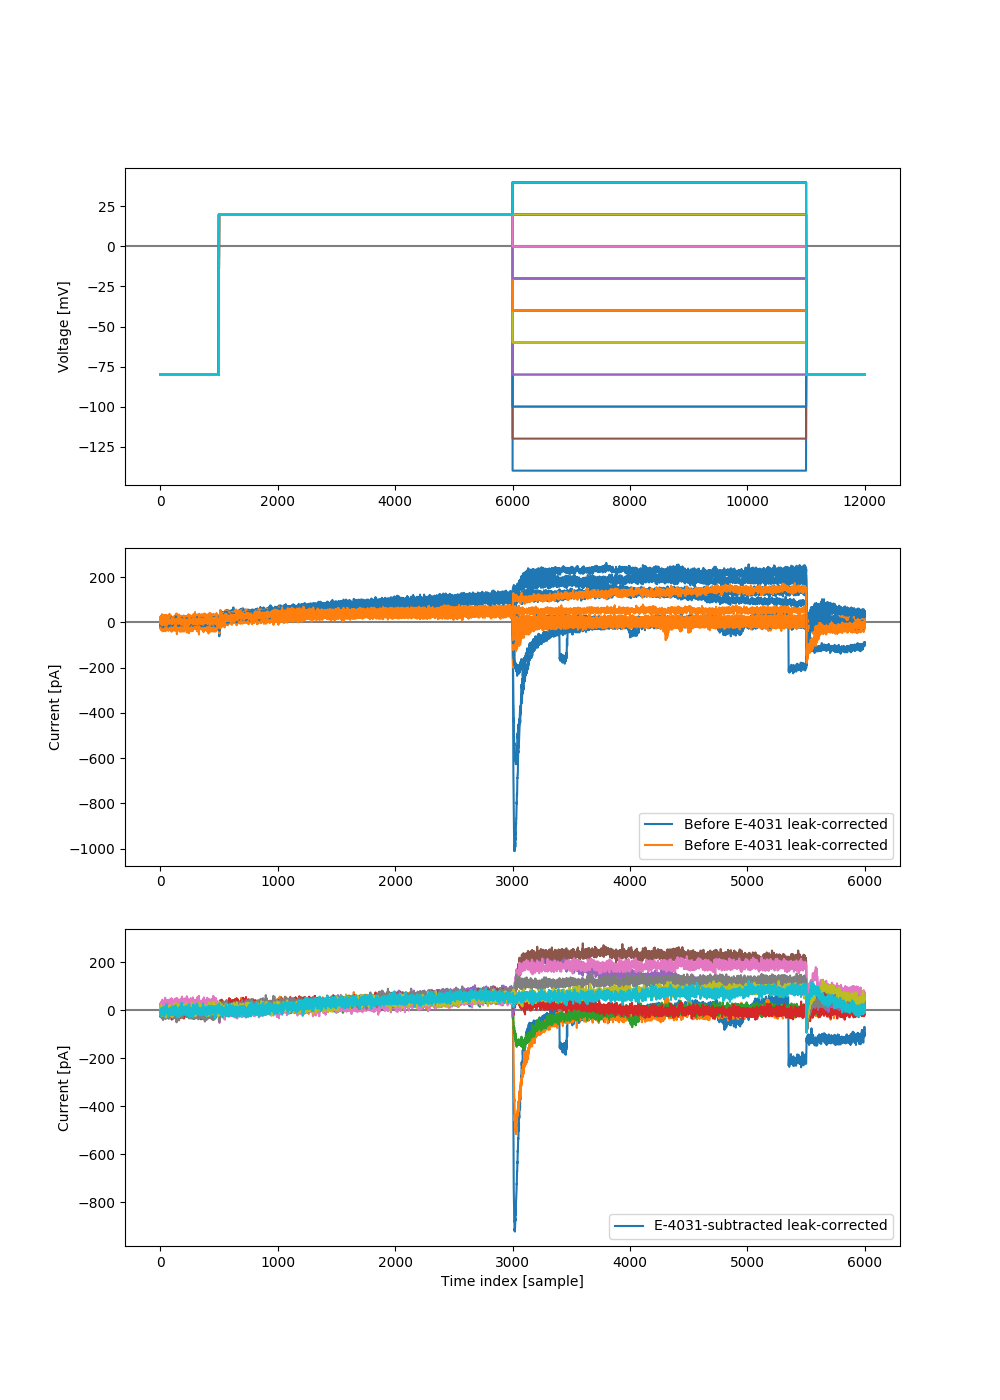 25
0
−25
−50
−75
−100
−125
Voltage [mV]
0 2000 4000 6000 8000 10000 12000
200
0
−200
−400
−600
−800
−1000
Current [pA]
Before E-4031 leak-corrected
Before E-4031 leak-corrected
0 1000 2000 3000 4000 5000 6000
200
0
−200
−400
−600
−800
Current [pA]
E-4031-subtracted leak-corrected
0 1000 2000 3000 4000 5000 6000
Time index [sample]